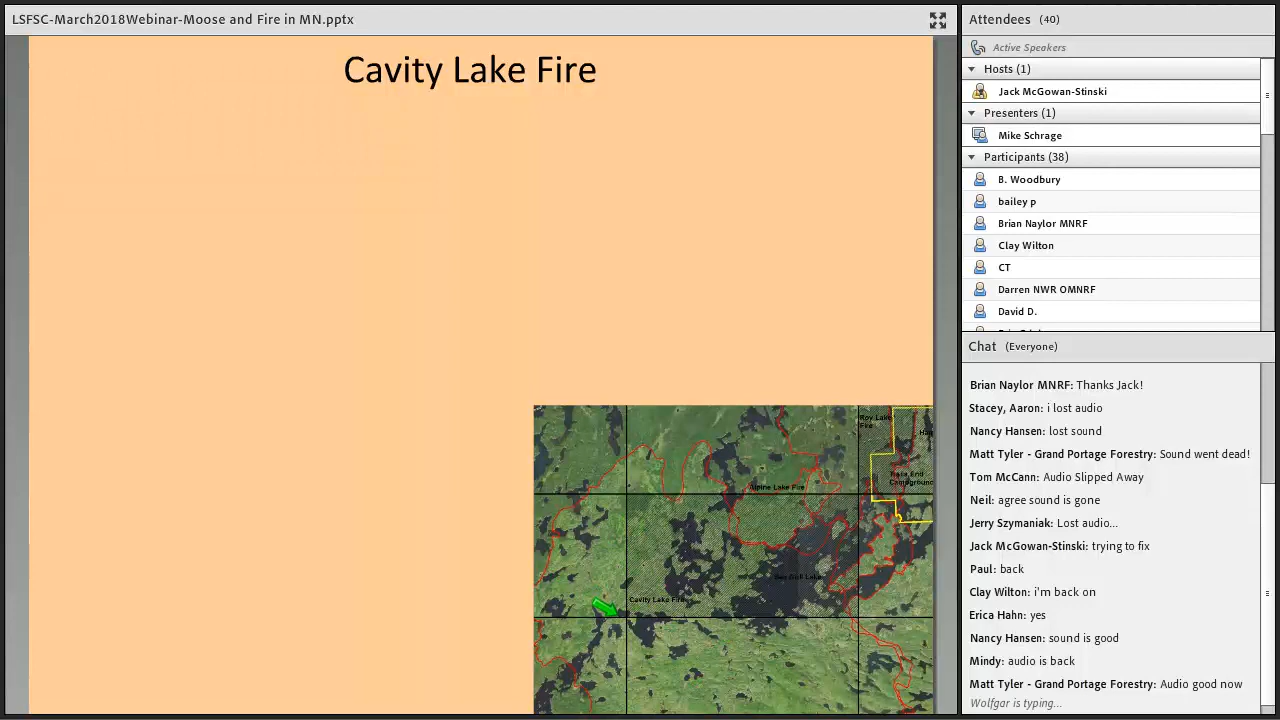 LSFSC-March2018Webinar-Moose and Fire in MN.pptx
Cavity Lake Fire
Roy Lake
Fire
Alpine Lake Fire
Campground
Cavity Lake Fire
Attendees (40)
Active Speakers
Hosts (1)
Jack McGowan-Stinski
Presenters (1)
Mike Schrage
Participants (38)
B. Woodbury
bailey p
Brian Naylor MNRF
Clay Wilton
CT
Darren NWR OMNRF
David D.
Chat (Everyone)
Brian Naylor MNRF: Thanks Jack!
Stacey, Aaron: i lost audio
Nancy Hansen: lost sound
Matt Tyler - Grand Portage Forestry: Sound went dead!
Tom McCann: Audio Slipped Away
Neil: agree sound is gone
Jerry Szymaniak: Lost audio...
Jack McGowan-Stinski: trying to fix
Paul: back
Clay Wilton: i'm back on
Erica Hahn: yes
Nancy Hansen: sound is good
Mindy: audio is back
Matt Tyler - Grand Portage Forestry: Audio good now
Wolfgar is typing...